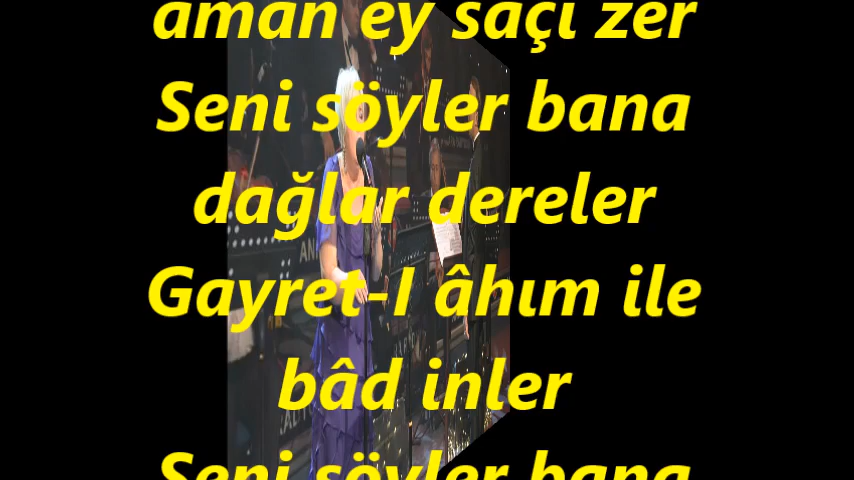 aman ey saçı zer
Seni söyler bana
dağlar dereler
Gayret-I âhım ile
bâd inler
Seni söyler bana